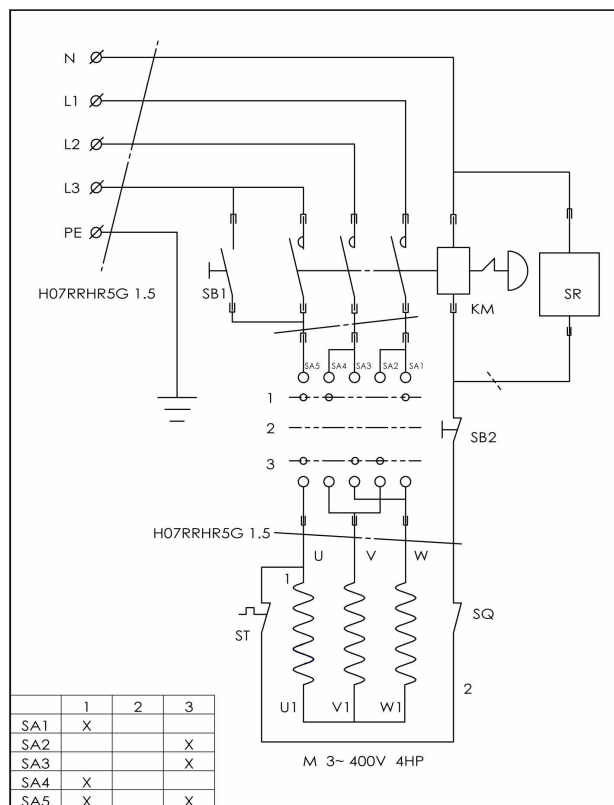 N
L1
L2
L3
PE
H07RRHR5G 1.5
SB1
KM
SR
SA5 SA4 SA3 SA2 SA1
1
2
3
SB2
H07RRHR5G 1.5
U V W
1
ST
SQ
2
U1 V1 W1
M 3~ 400V 4HP
1 2 3
SA1 X
SA2 X
SA3 X
SA4 X
SA5 X X